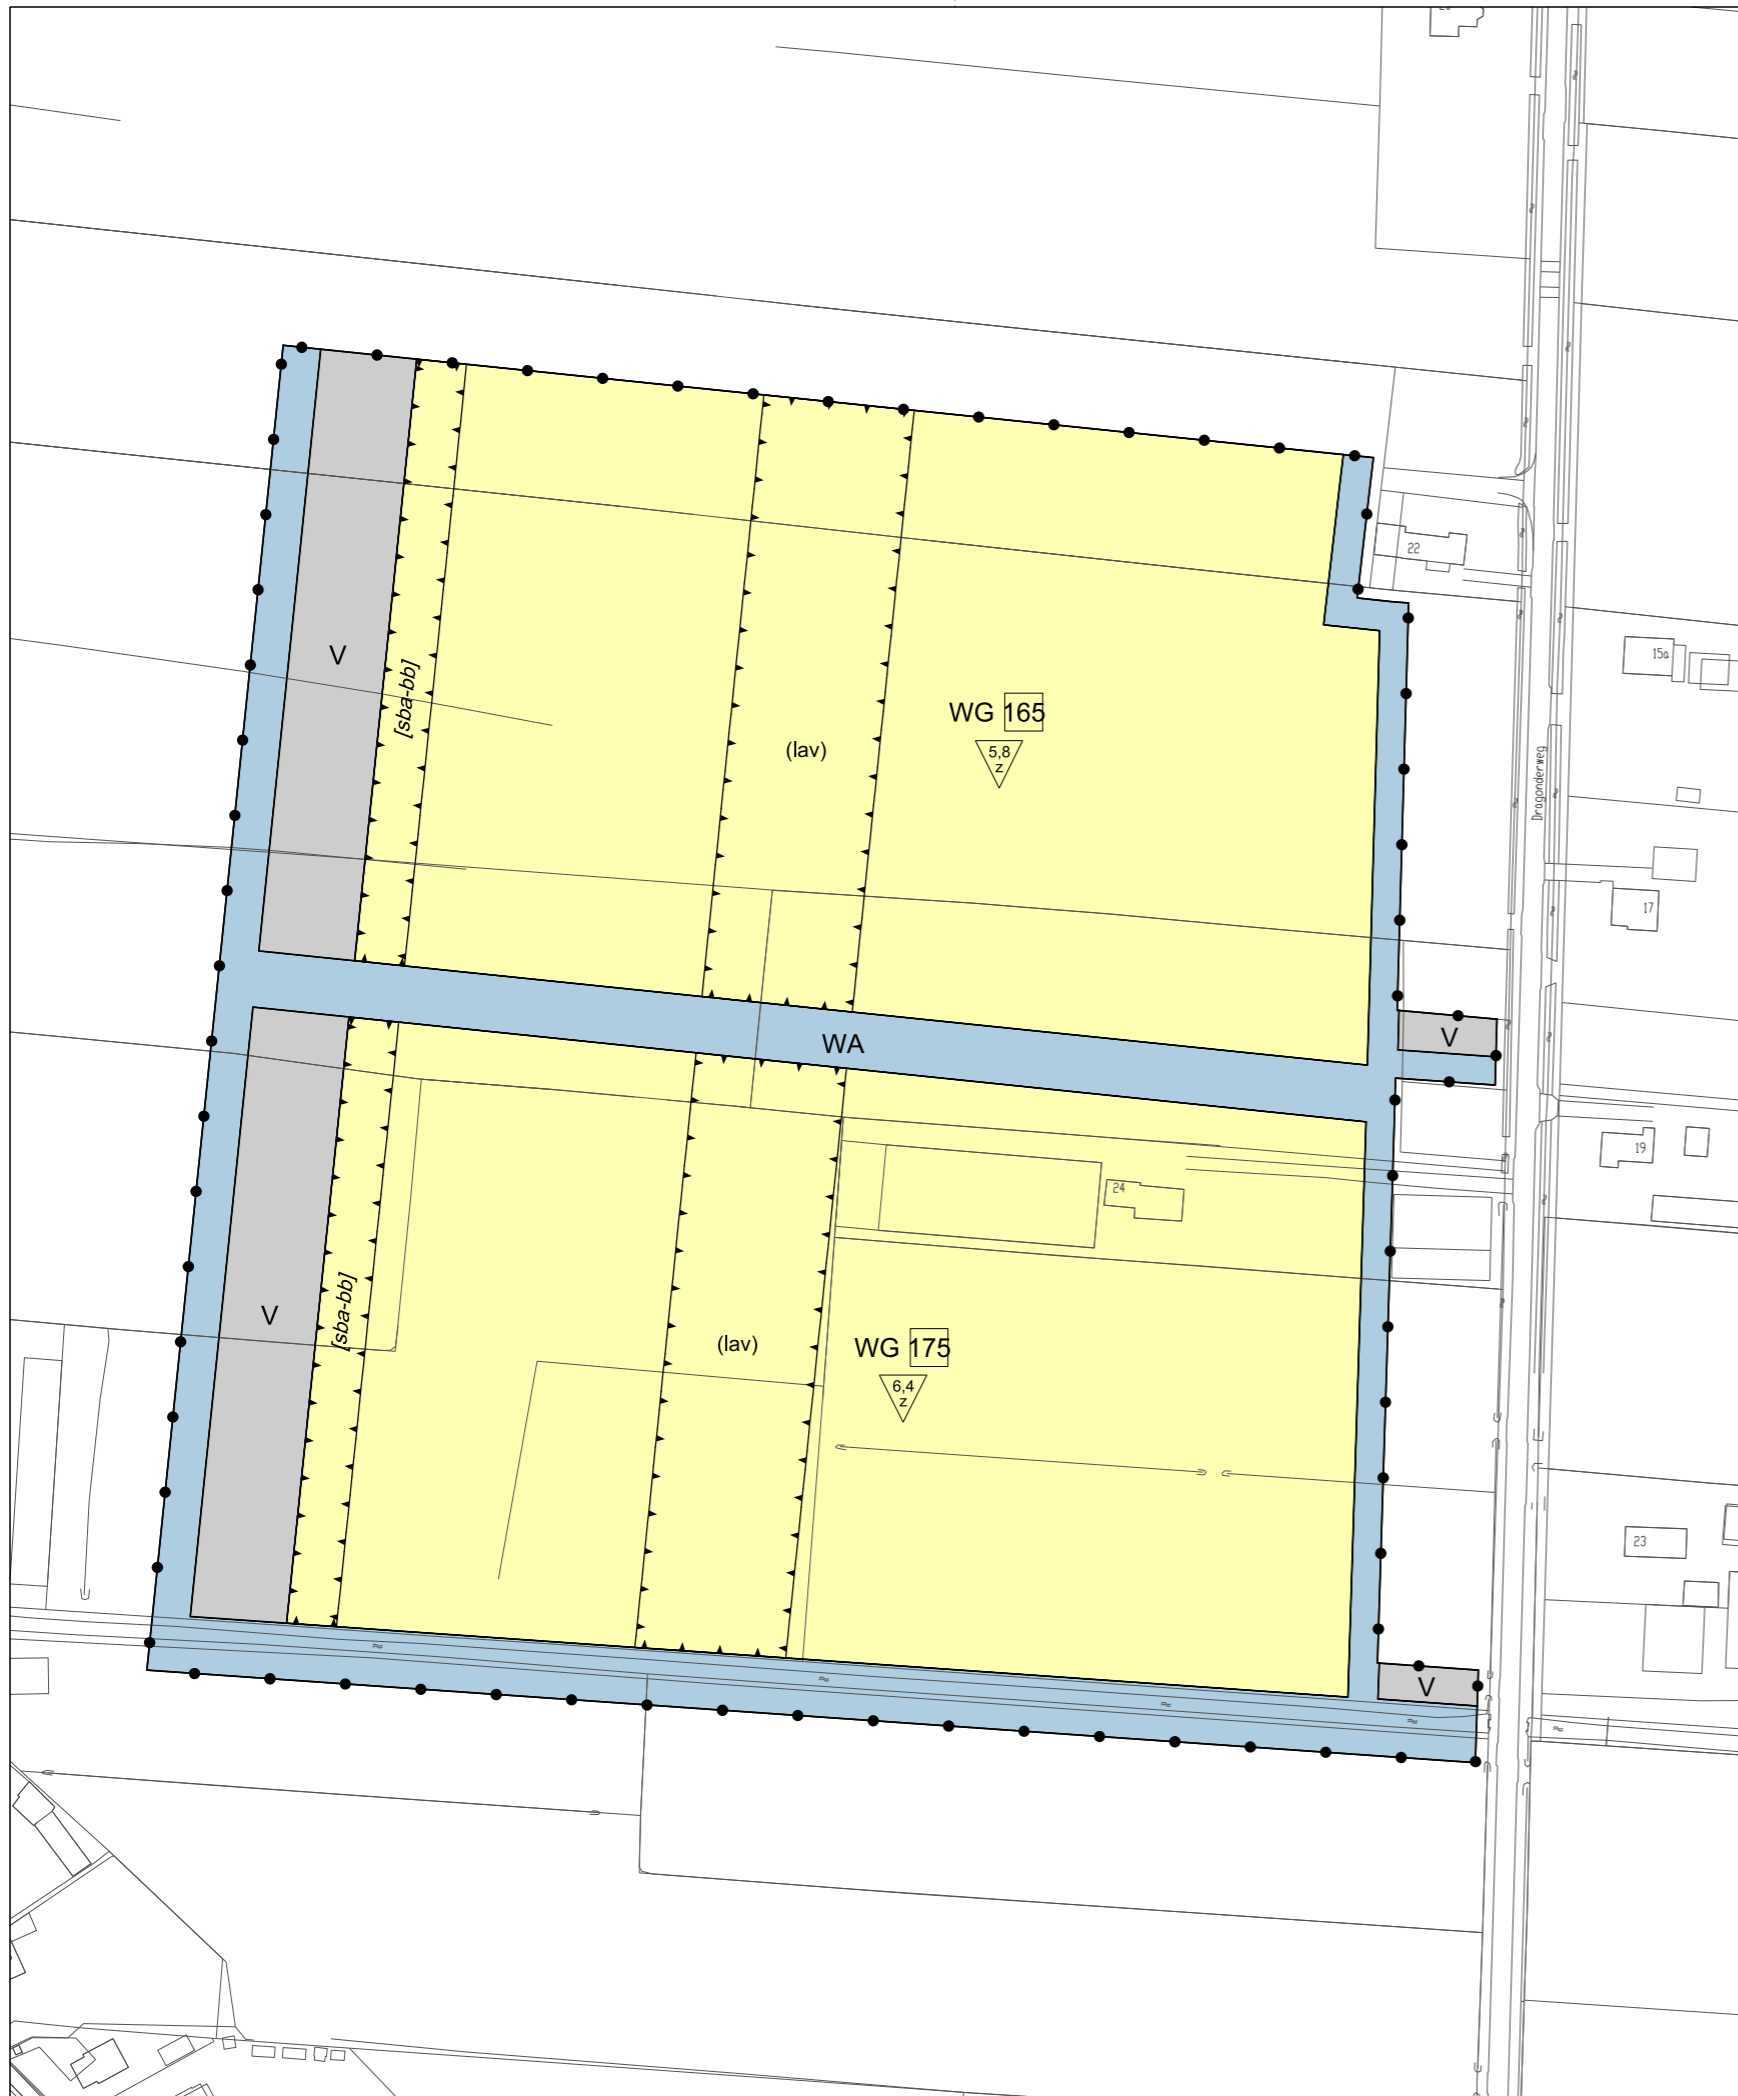 22
15a
V
[sba-bb]
WG 165
(lav)
5,8
z
Dragonderweg
17
V
WA
19
24
V
[sba-bb]
(lav)
WG 175
6,4
z
23
V